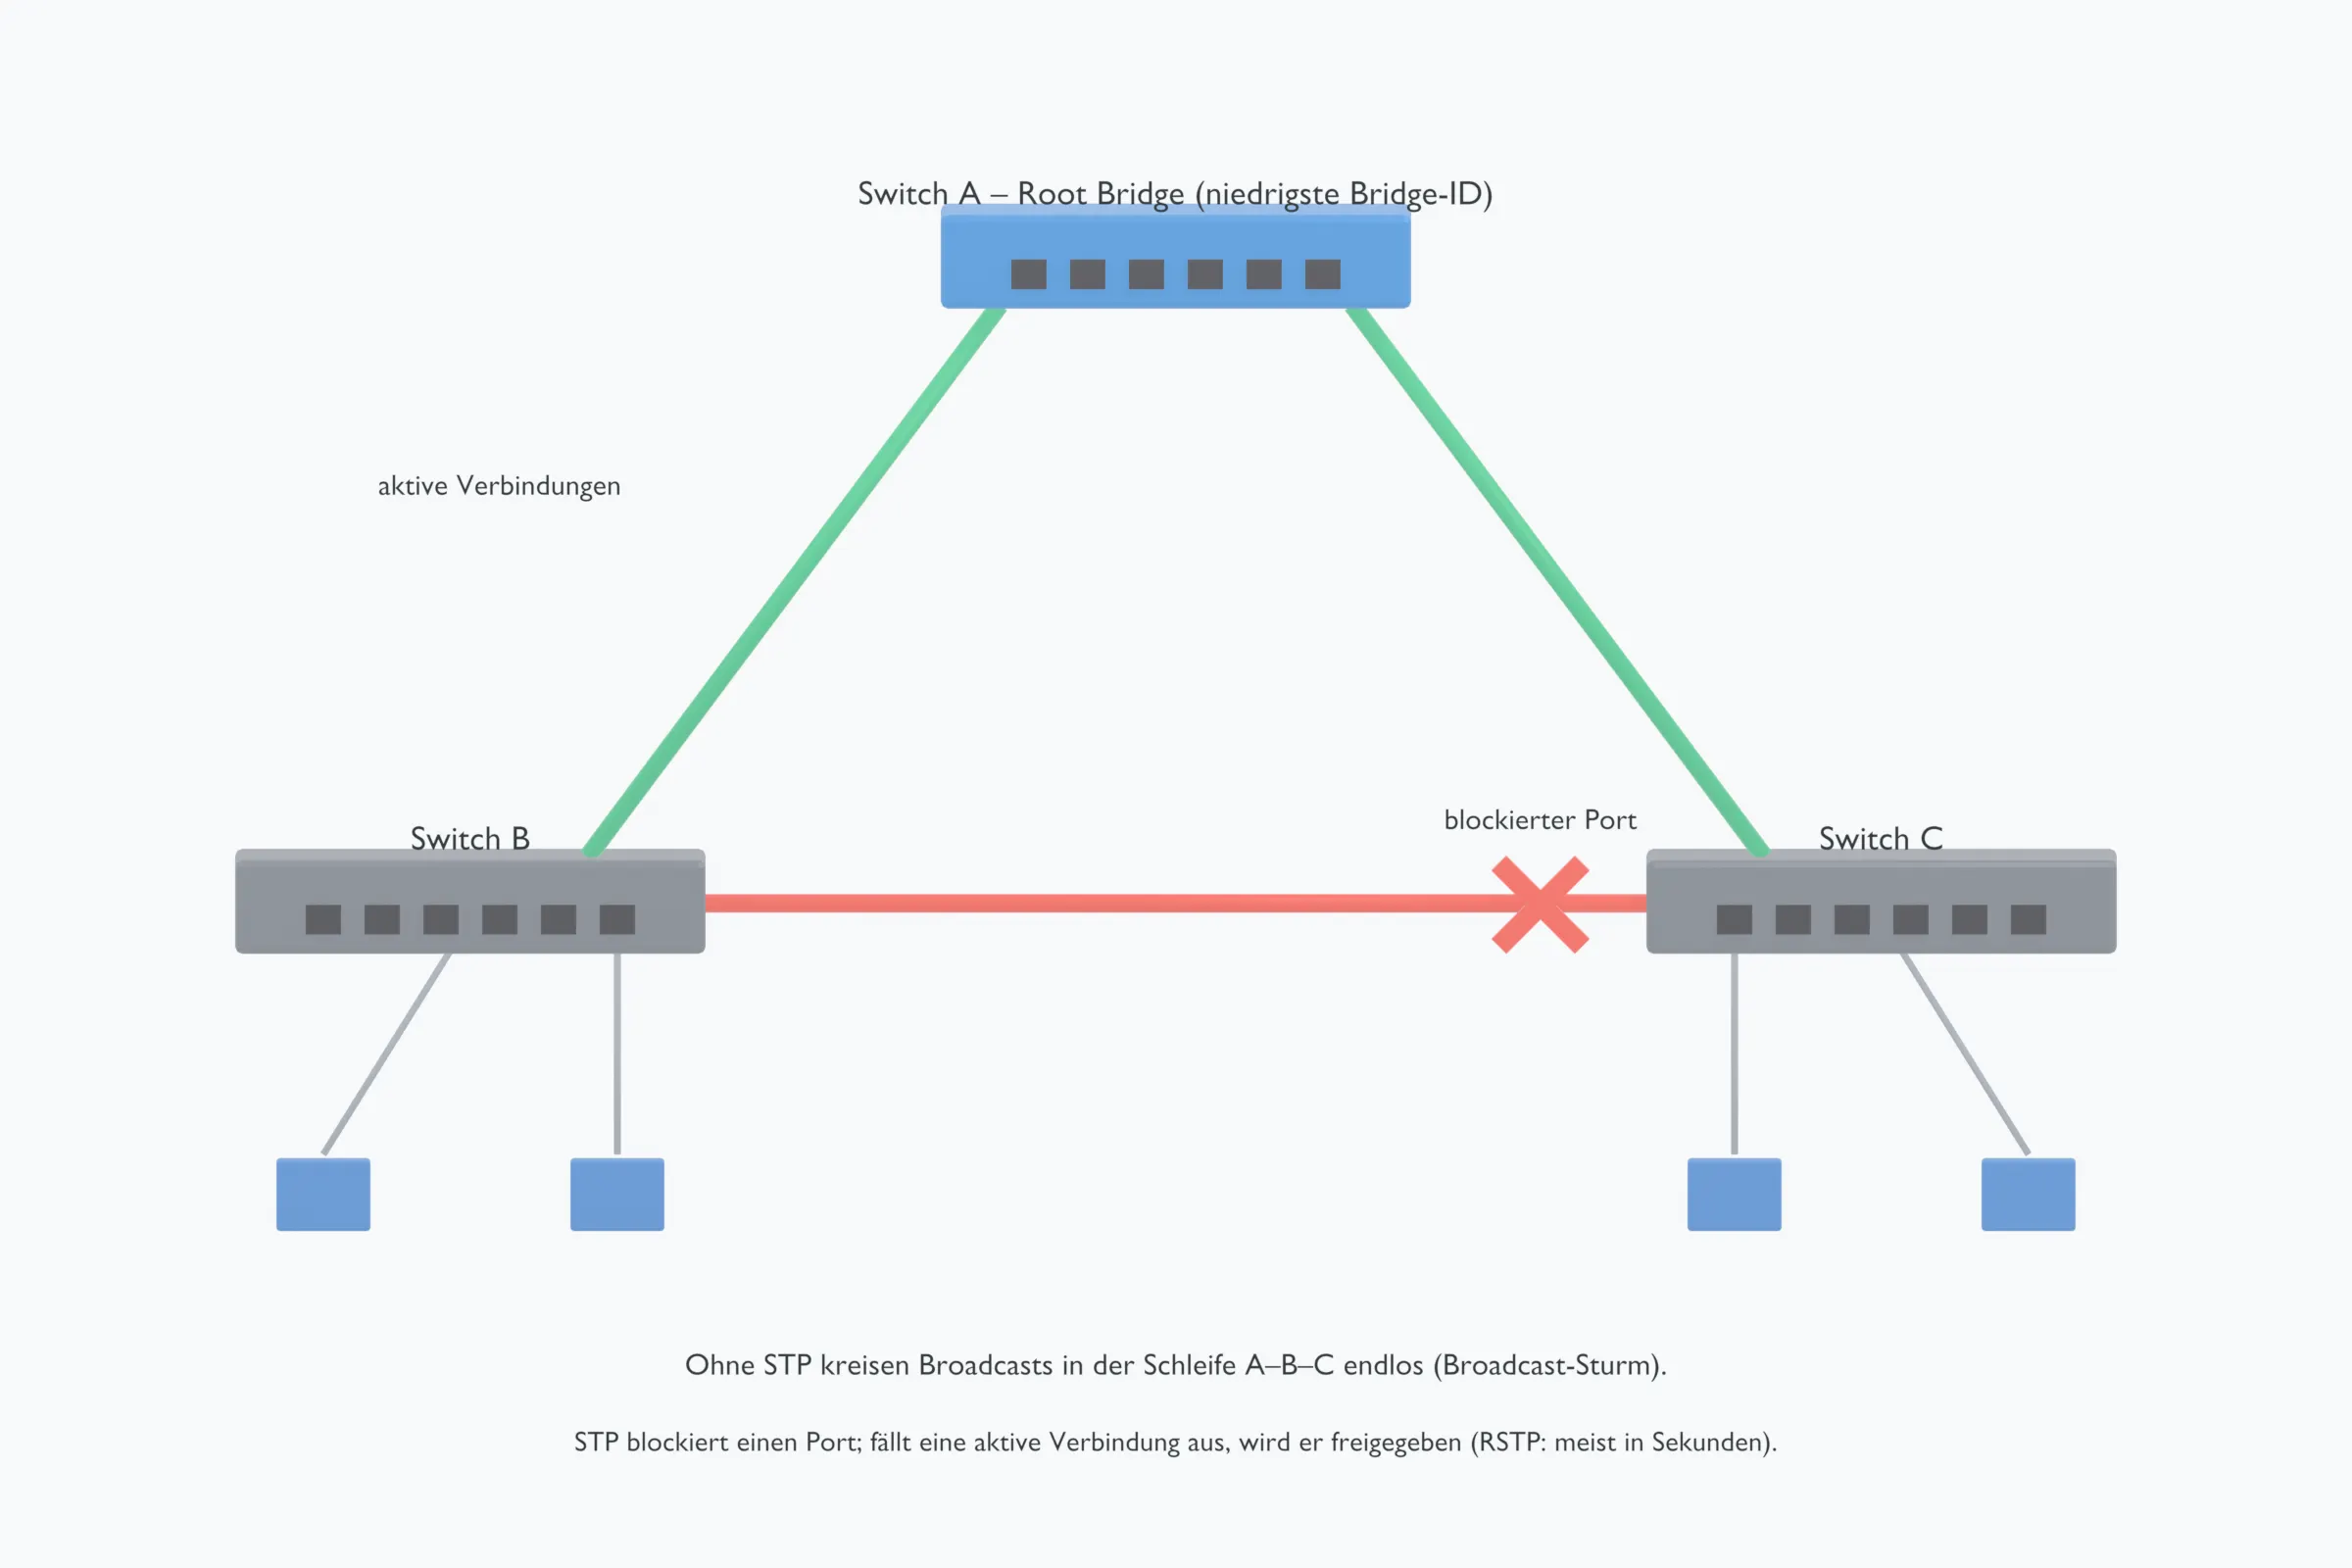 Switch A – Root Bridge (niedrigste Bridge-ID)
aktive Verbindungen
blockierter Port
Switch B
Switch C
Ohne STP kreisen Broadcasts in der Schleife A–B–C endlos (Broadcast-Sturm).
STP blockiert einen Port; fällt eine aktive Verbindung aus, wird er freigegeben (RSTP: meist in Sekunden).